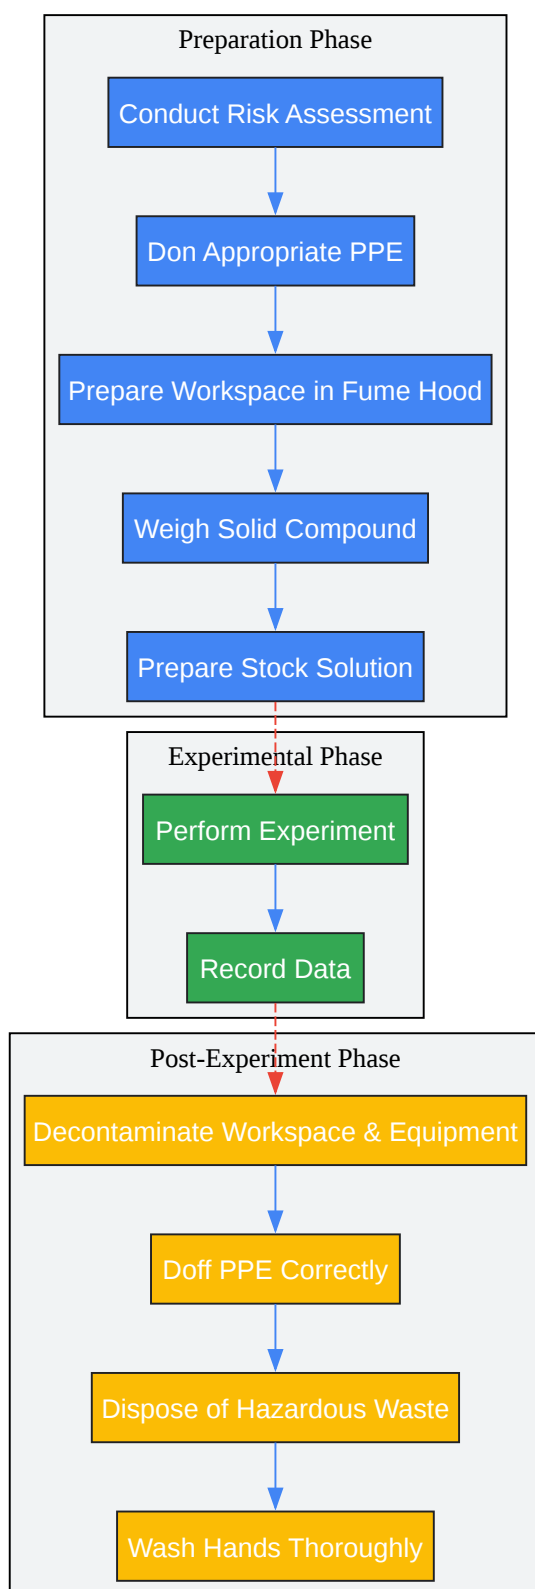 Preparation Phase
Conduct Risk Assessment
Don Appropriate PPE
Prepare Workspace in Fume Hood
Weigh Solid Compound
Prepare Stock Solution
Experimental Phase
Perform Experiment
Record Data
Post-Experiment Phase
Decontaminate Workspace & Equipment
Doff PPE Correctly
Dispose of Hazardous Waste
Wash Hands Thoroughly